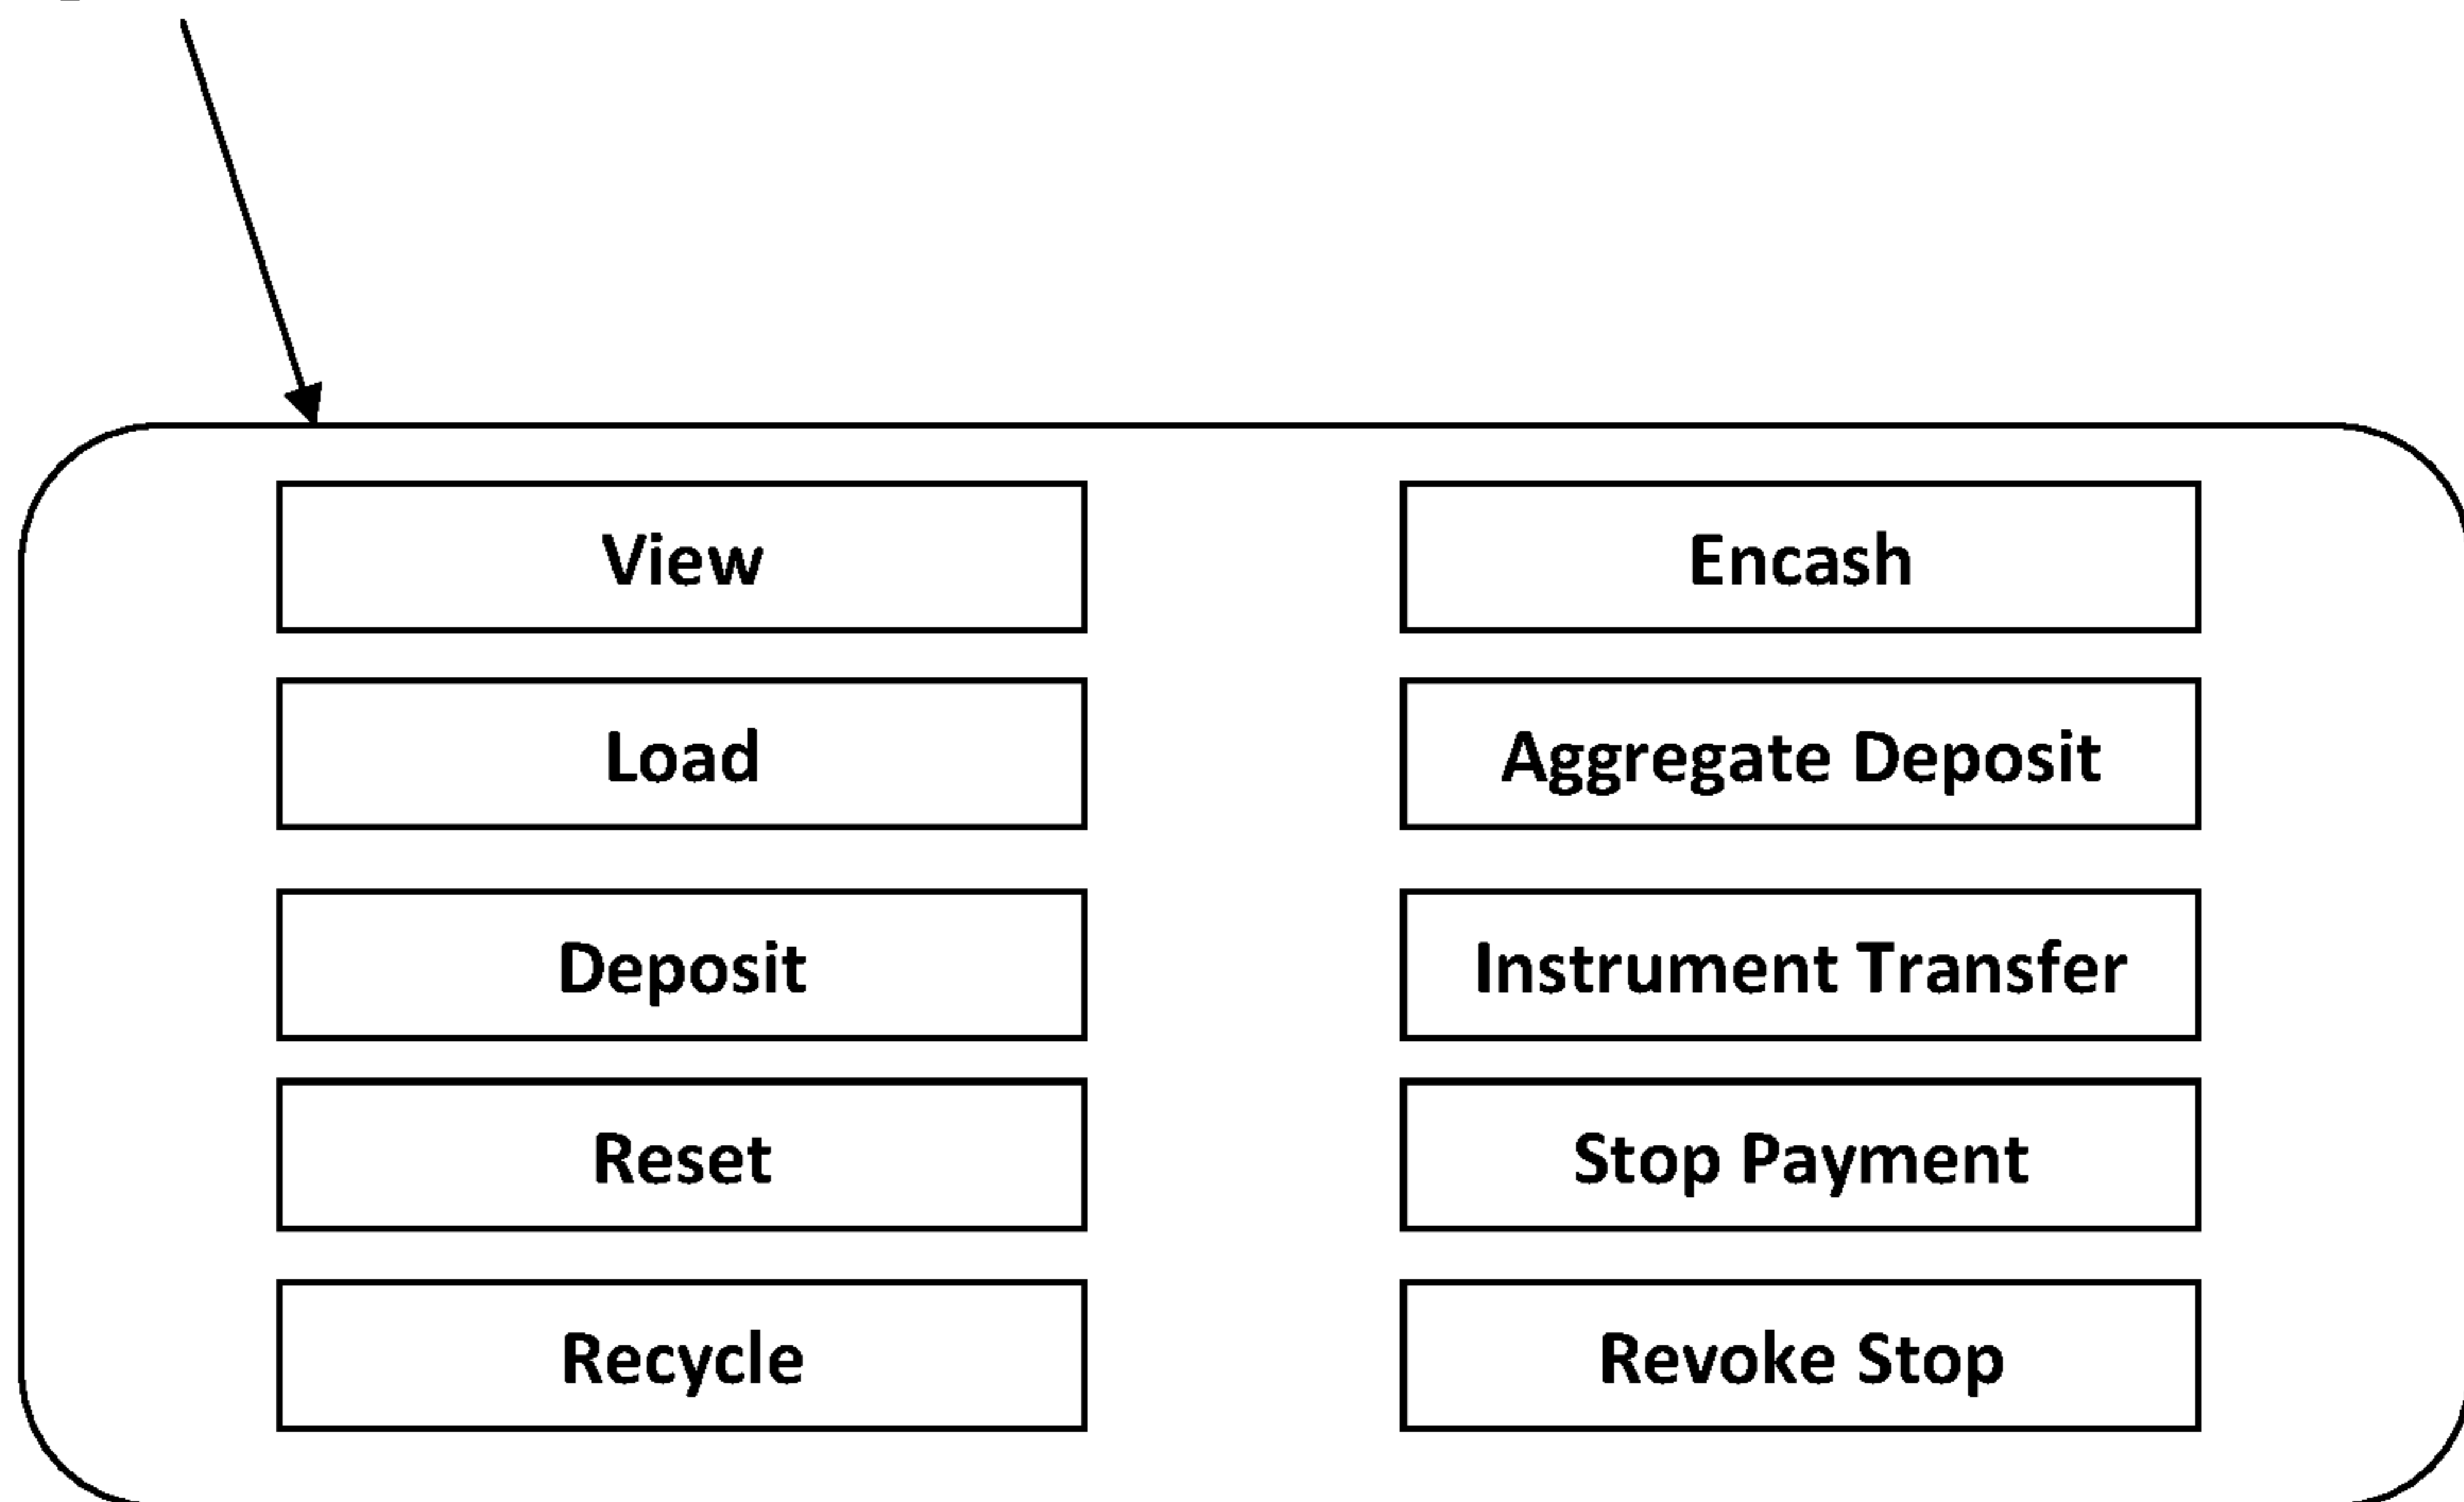 View
Encash
Load
Aggregate Deposit
Deposit
Instrument Transfer
Reset
Stop Payment
Recycle
Revoke Stop